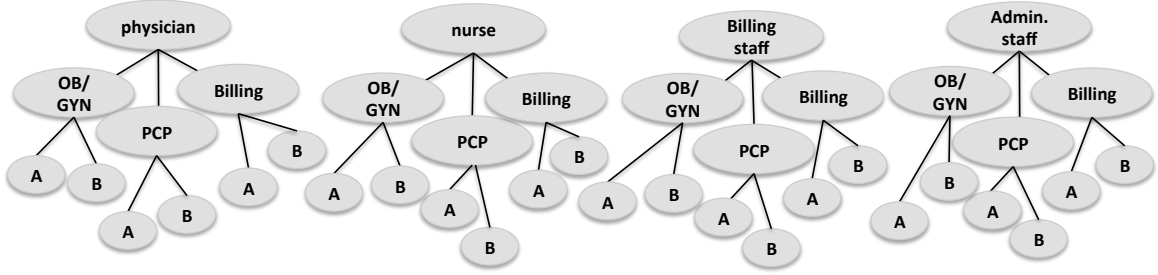 physician
OB/
GYN
Billing
PCP
A
B
A
B
A
B
nurse
OB/
GYN
Billing
PCP
A
B
A
B
A
B
Billing
staff
OB/
GYN
Billing
PCP
A
B
A
B
A
B
Admin.
staff
OB/
GYN
Billing
PCP
A
B
A
B
A
B